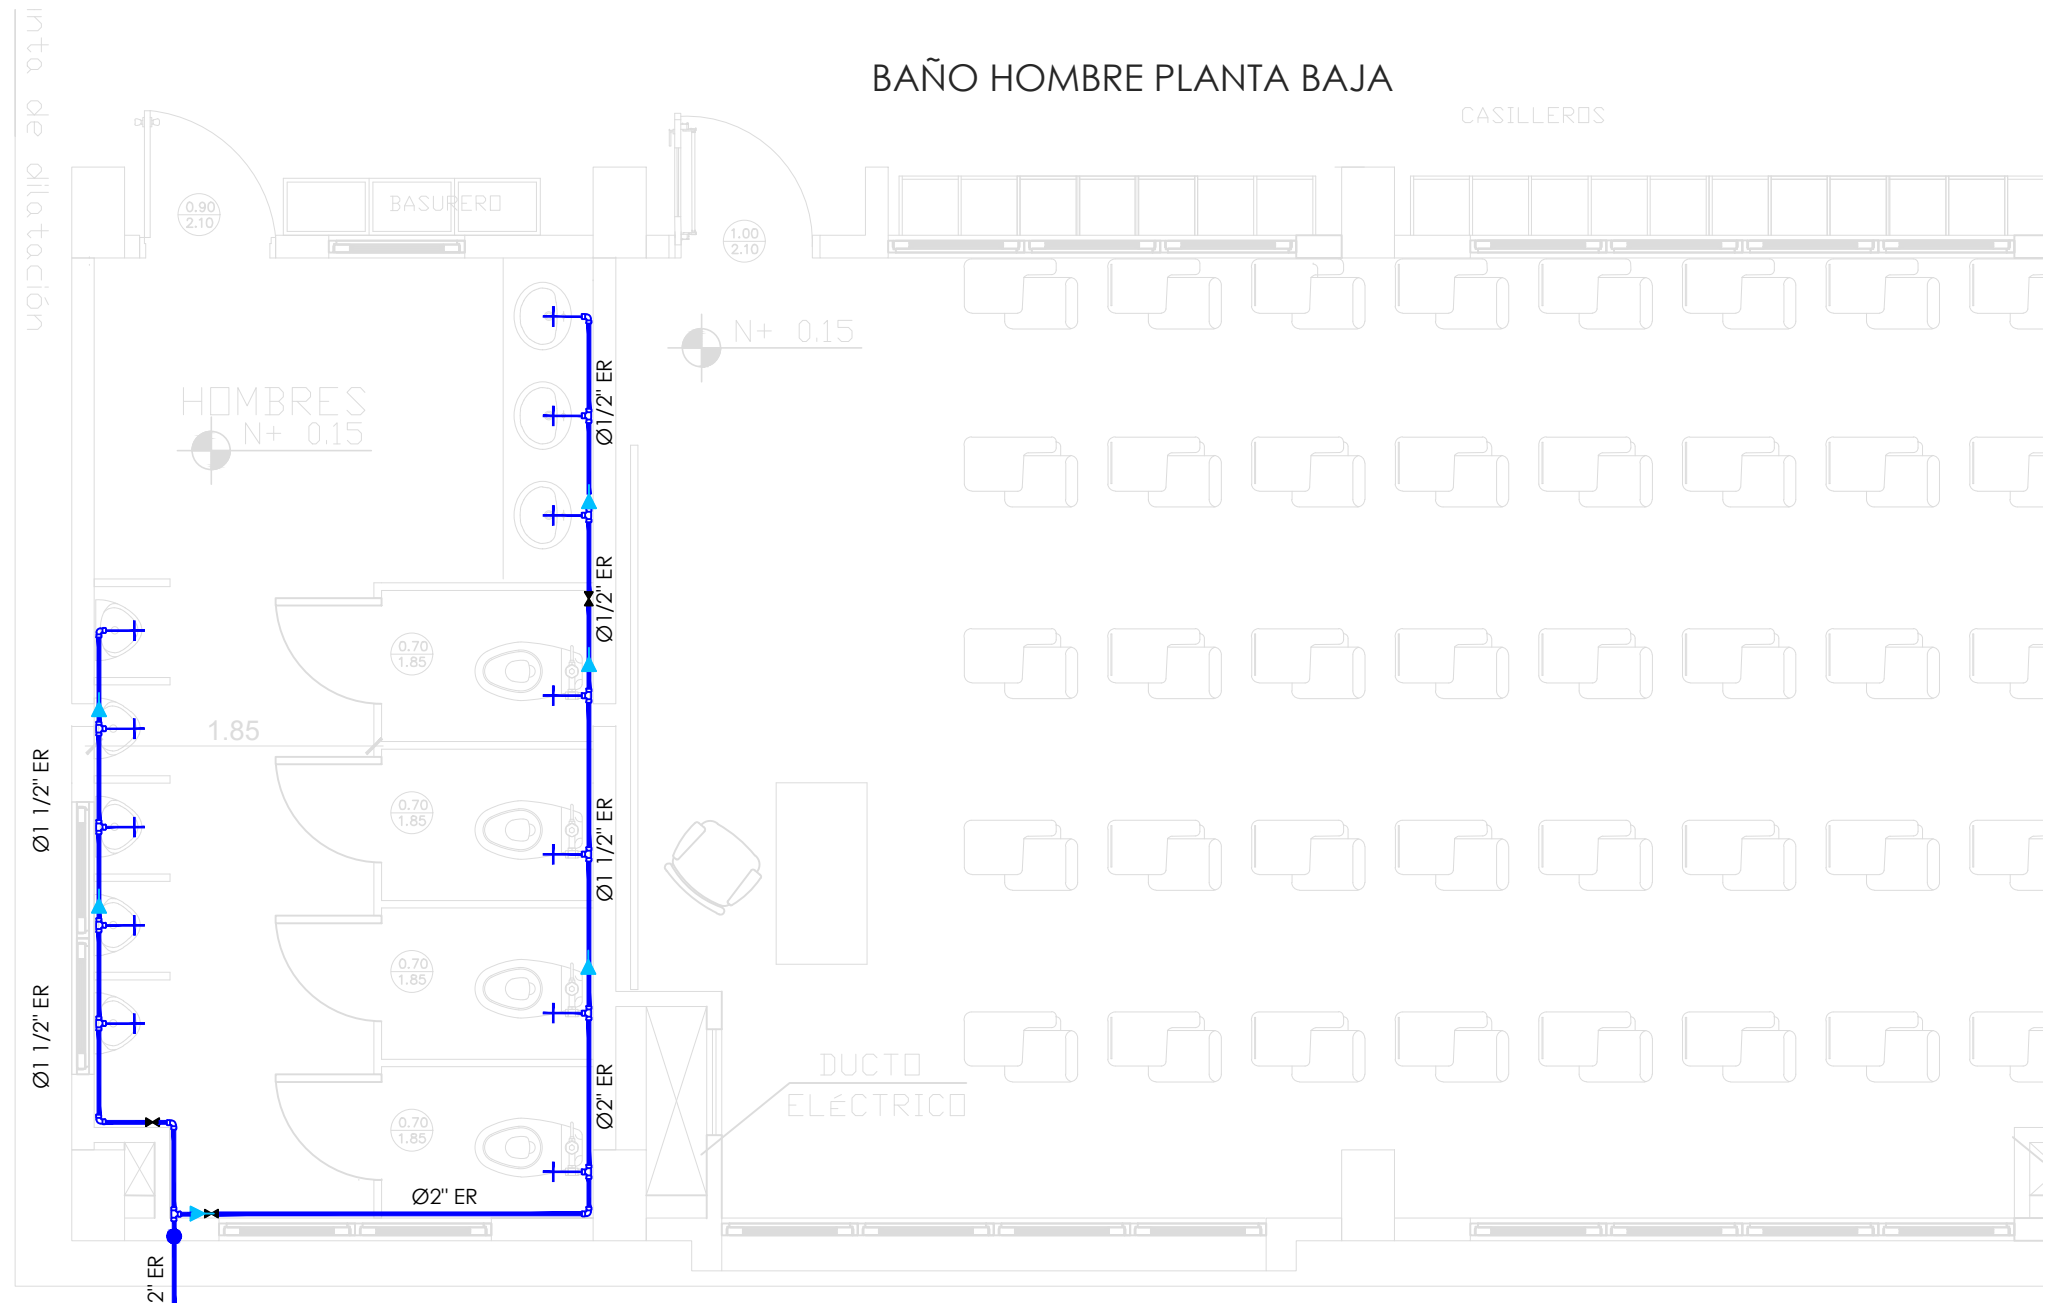 BAÑO HOMBRE PLANTA BAJA
CASILLEROS
nta de dilatación
BASURERO
0.90
2.10
1.00
2.10
N+ 0.15
HOMBRES
N+ 0.15
Ø1/2" ER
Ø1/2" ER
0.70
1.85
1.85
Ø1 1/2" ER
0.70
1.85
Ø1 1/2" ER
0.70
1.85
Ø1 1/2" ER
DUCTO
ELéCTRICO
Ø2" ER
0.70
1.85
Ø2" ER
2" ER